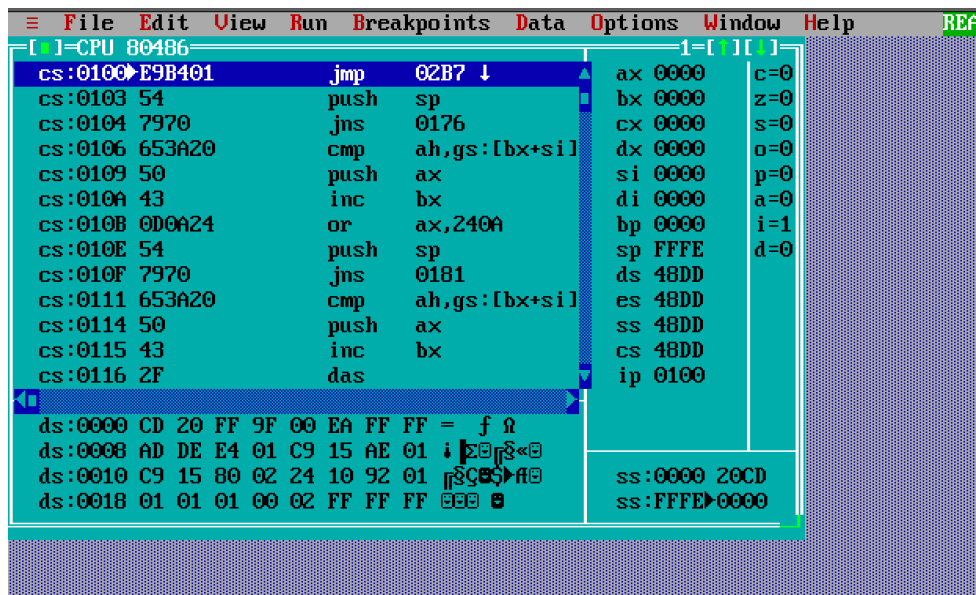 ≡ File Edit View Run Breakpoints Data Options Window Help REA
[■]=CPU 80486 1=[↑][↓]
cs:0100►E9B401 jmp 02B7 ↓ ax 0000 c=0
cs:0103 54 push sp bx 0000 z=0
cs:0104 7970 jns 0176 cx 0000 s=0
cs:0106 653A20 cmp ah,gs:[bx+si] dx 0000 o=0
cs:0109 50 push ax si 0000 p=0
cs:010A 43 inc bx di 0000 a=0
cs:010B 0D0A24 or ax,240A bp 0000 i=1
cs:010E 54 push sp sp FFFE d=0
cs:010F 7970 jns 0181 ds 48DD
cs:0111 653A20 cmp ah,gs:[bx+si] es 48DD
cs:0114 50 push ax ss 48DD
cs:0115 43 inc bx cs 48DD
cs:0116 2F das ip 0100
ds:0000 CD 20 FF 9F 00 EA FF FF = ƒ Ω
ds:0008 AD DE E4 01 C9 15 AE 01 ¡▐Σ☺╔§«☺
ds:0010 C9 15 80 02 24 10 92 01 ╔§Ç☻$►Æ☺ ss:0000 20CD
ds:0018 01 01 01 00 02 FF FF FF ☺☺☺ ☻ ss:FFFE►0000